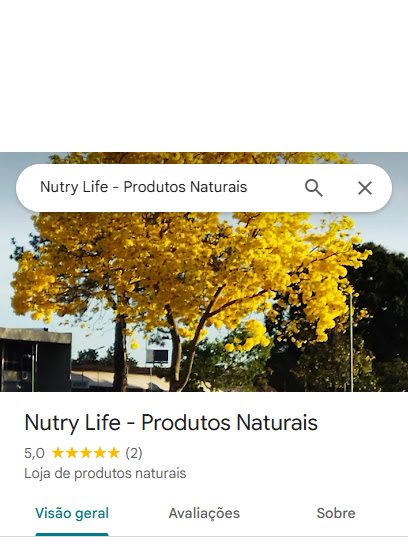 Nutry Life - Produtos Naturais
Nutry Life - Produtos Naturais
5,0 ★★★★★ (2)
Loja de produtos naturais
Visão geral Avaliações Sobre